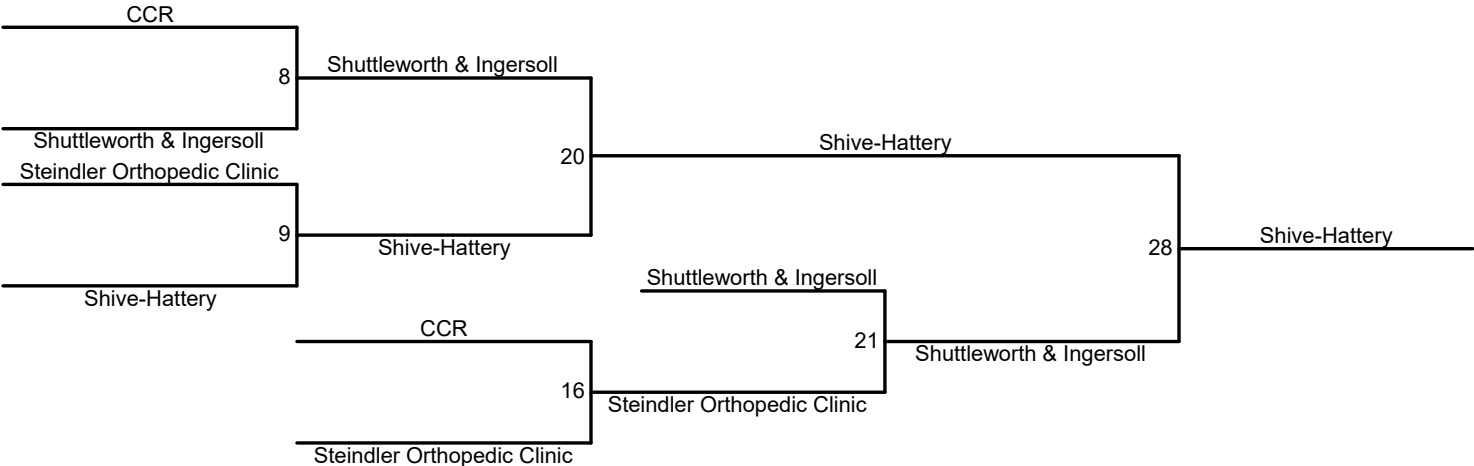 CCR
8
Shuttleworth & Ingersoll
Shuttleworth & Ingersoll
Steindler Orthopedic Clinic
20
Shive-Hattery
9
Shive-Hattery
Shive-Hattery
28
Shive-Hattery
Shuttleworth & Ingersoll
CCR
21
Shuttleworth & Ingersoll
16
Steindler Orthopedic Clinic
Steindler Orthopedic Clinic